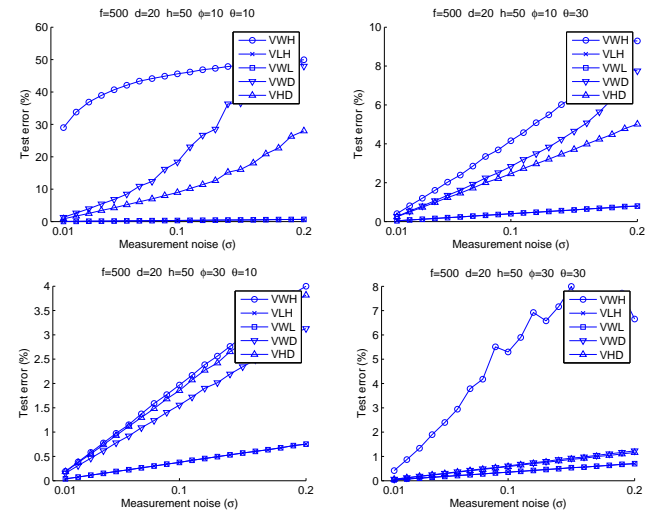 f=500 d=20 h=50 ϕ=10 θ=10
60
50
40
30
20
10
0
Test error (%)
0.01
0.1
0.2
Measurement noise (σ)
VWH
VLH
VWL
VWD
VHD
f=500 d=20 h=50 ϕ=10 θ=30
10
8
6
4
2
0
Test error (%)
0.01
0.1
0.2
Measurement noise (σ)
VWH
VLH
VWL
VWD
VHD
f=500 d=20 h=50 ϕ=30 θ=10
4
3.5
3
2.5
2
1.5
1
0.5
0
Test error (%)
0.01
0.1
0.2
Measurement noise (σ)
VWH
VLH
VWL
VWD
VHD
f=500 d=20 h=50 ϕ=30 θ=30
8
7
6
5
4
3
2
1
0
Test error (%)
0.01
0.1
0.2
Measurement noise (σ)
VWH
VLH
VWL
VWD
VHD